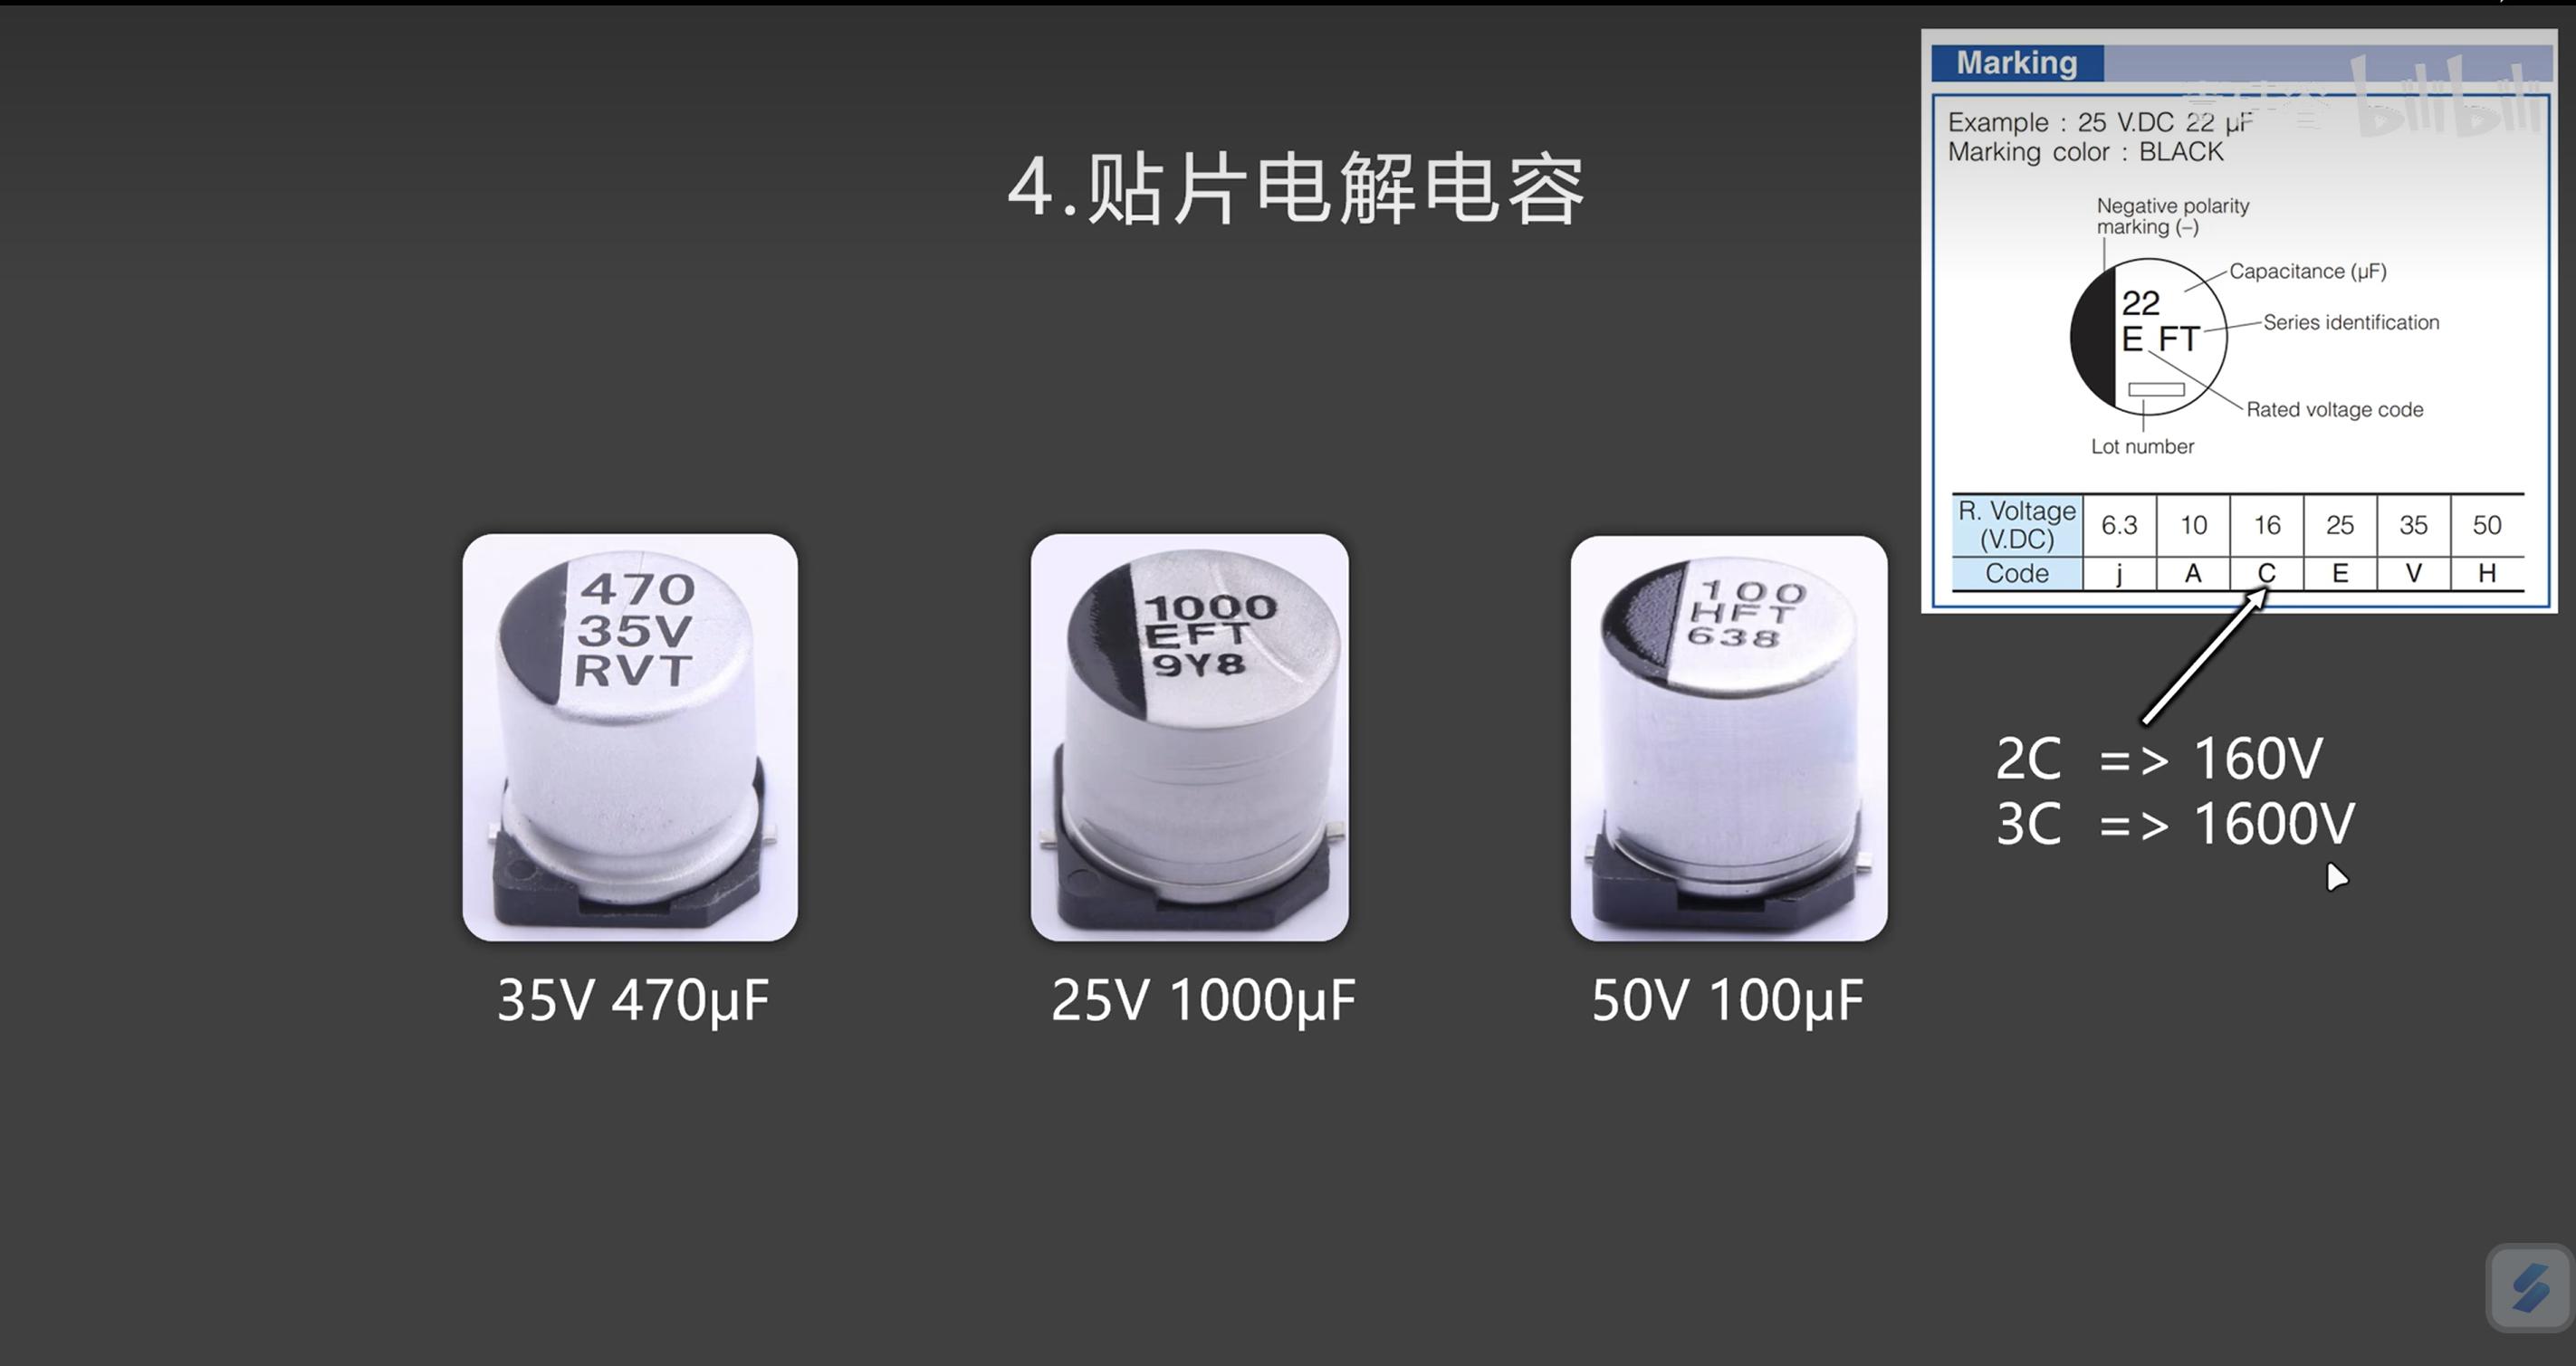 4.贴片电解电容
Marking
bilibili
Example : 25 V.DC 22 µF
Marking color : BLACK
Negative polarity
marking (–)
Capacitance (µF)
22
Series identification
E FT
Rated voltage code
Lot number
R. Voltage
(V.DC)
6.3 10 16 25 35 50
Code j A C E V H
2C => 160V
3C => 1600V
470
35V
RVT
1000
EFT
9Y8
100
HFT
638
35V 470µF
25V 1000µF
50V 100µF